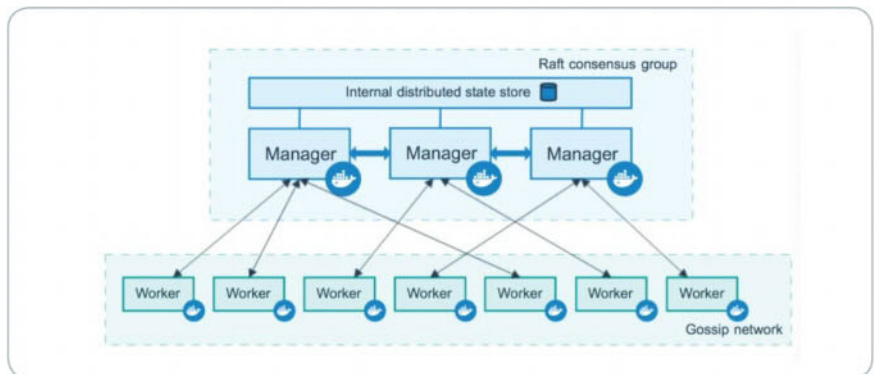 Raft consensus group
Internal distributed state store
Manager Manager Manager
Worker Worker Worker Worker Worker Worker Worker
Gossip network